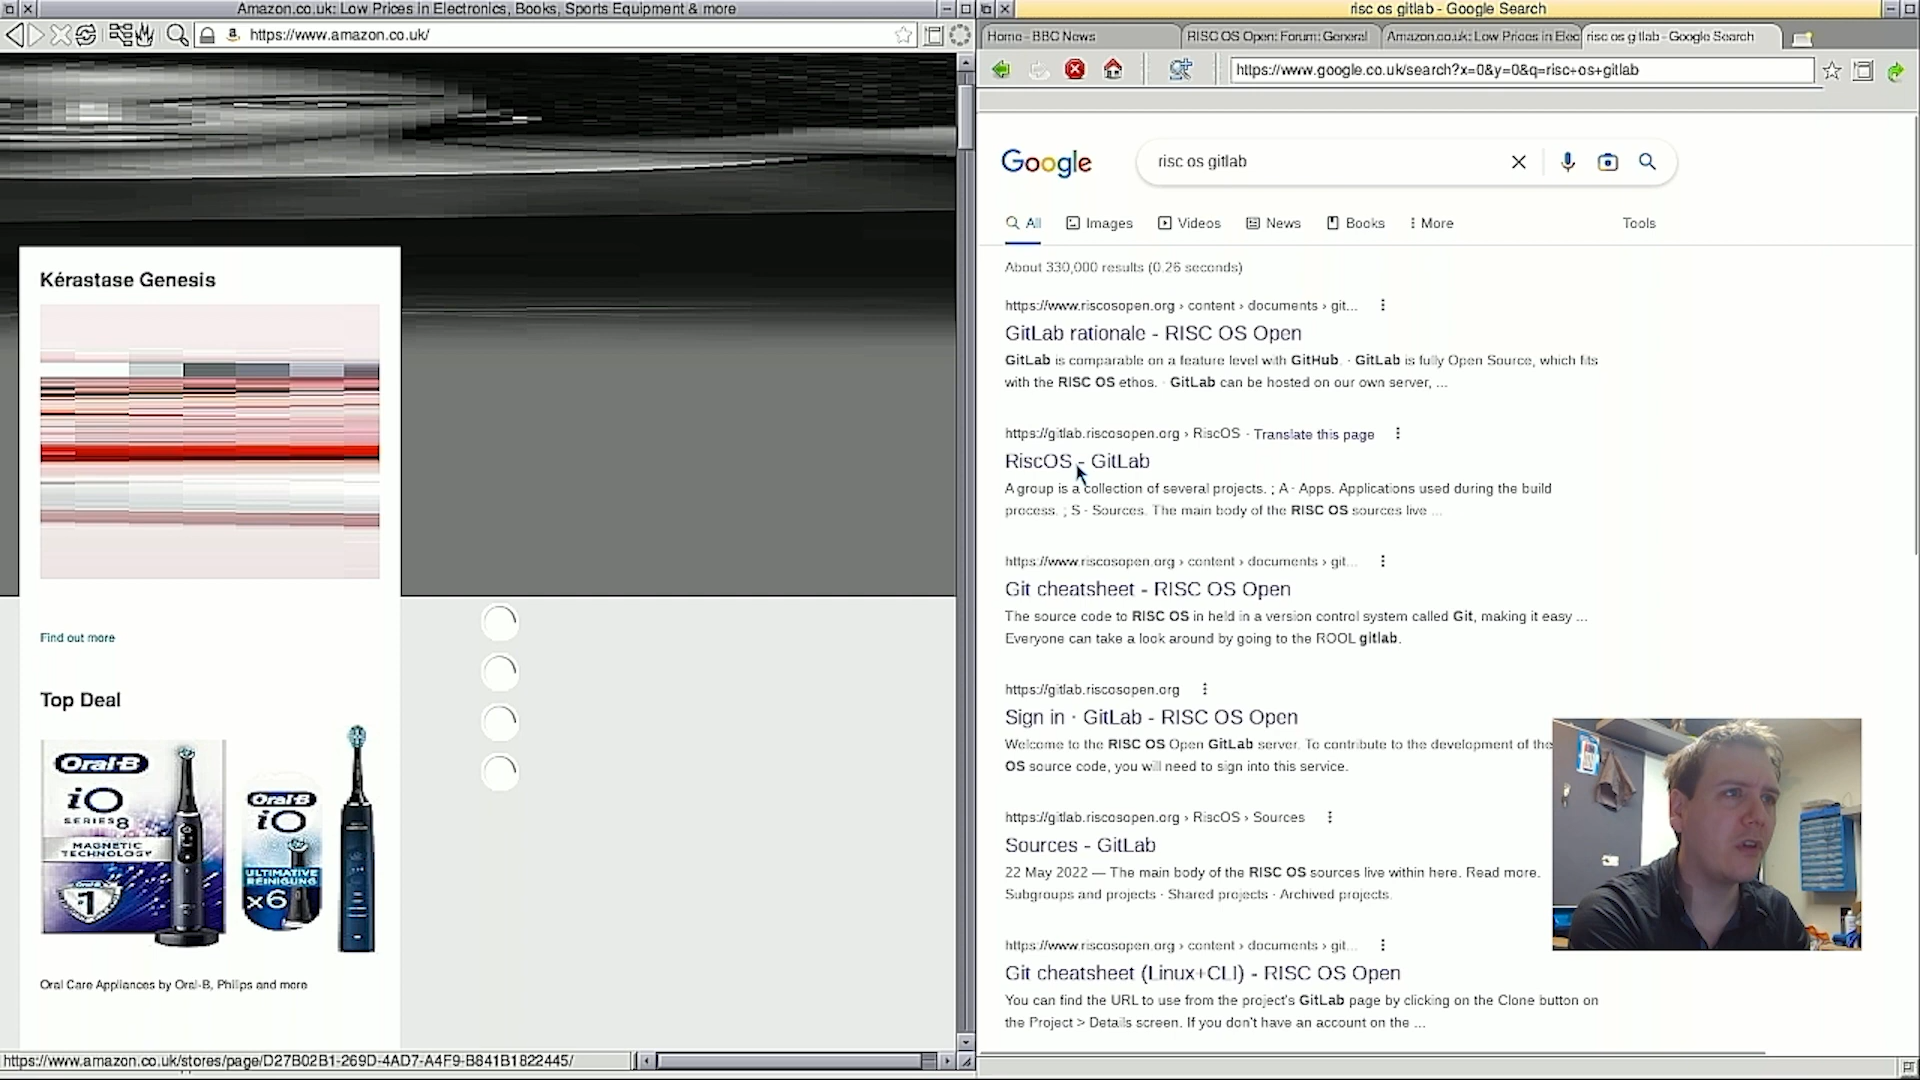 Amazon.co.uk: Low Prices in Electronics, Books, Sports Equipment & more
https://www.amazon.co.uk/
Kérastase Genesis
Find out more
Top Deal
Oral-B
iO
SERIES 8
MAGNETIC
TECHNOLOGY
1
Oral-B
iO
ULTIMATIVE
REINIGUNG
x6
Oral Care Appliances by Oral-B, Philips and more
https://www.amazon.co.uk/stores/page/D27B02B1-269D-4AD7-A4F9-B841B1822445/
risc os gitlab - Google Search
Home - BBC News
RISC OS Open: Forum: General
Amazon.co.uk: Low Prices in Elec
risc os gitlab - Google Search
https://www.google.co.uk/search?x=0&y=0&q=risc+os+gitlab
Google
risc os gitlab
All
Images
Videos
News
Books
More
Tools
About 330,000 results (0.26 seconds)
https://www.riscosopen.org › content › documents › git...
GitLab rationale - RISC OS Open
GitLab is comparable on a feature level with GitHub. · GitLab is fully Open Source, which fits
with the RISC OS ethos. · GitLab can be hosted on our own server, ...
https://gitlab.riscosopen.org › RiscOS · Translate this page
RiscOS - GitLab
A group is a collection of several projects. ; A · Apps. Applications used during the build
process. ; S · Sources. The main body of the RISC OS sources live ...
https://www.riscosopen.org › content › documents › git...
Git cheatsheet - RISC OS Open
The source code to RISC OS in held in a version control system called Git, making it easy ...
Everyone can take a look around by going to the ROOL gitlab.
https://gitlab.riscosopen.org
Sign in · GitLab - RISC OS Open
Welcome to the RISC OS Open GitLab server. To contribute to the development of the
OS source code, you will need to sign into this service.
https://gitlab.riscosopen.org › RiscOS › Sources
Sources - GitLab
22 May 2022 — The main body of the RISC OS sources live within here. Read more.
Subgroups and projects · Shared projects · Archived projects.
https://www.riscosopen.org › content › documents › git...
Git cheatsheet (Linux+CLI) - RISC OS Open
You can find the URL to use from the project's GitLab page by clicking on the Clone button on
the Project > Details screen. If you don't have an account on the ...